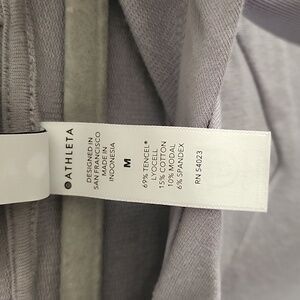 ATHLETA
DESIGNED IN
SAN FRANCISCO
MADE IN
INDONESIA
M
69% TENCEL*
LYOCELL
15% COTTON
10% MODAL
6% SPANDEX
RN 54023